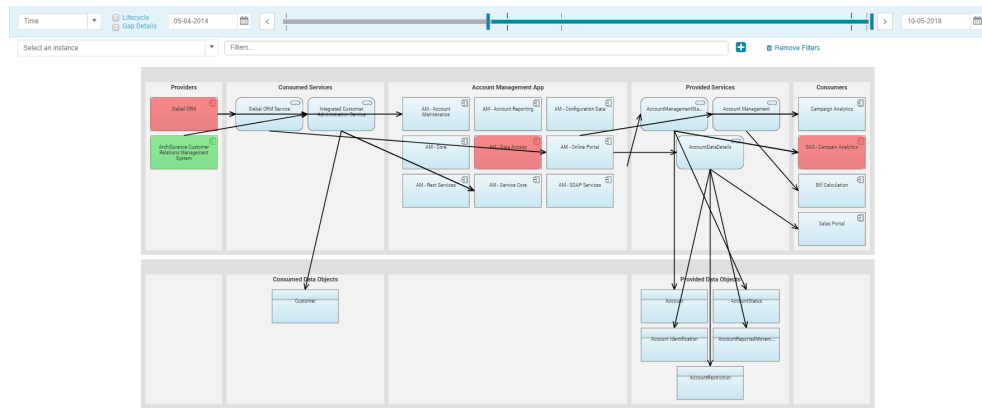 Time
Lifecycle
Gap Details
05-04-2014
<
>
10-05-2018
Select an instance
Filters...
Remove Filters
Providers
Consumed Services
Account Management App
Provided Services
Consumers
Siebel CRM
Siebel CRM Service
Integrated Customer
Administration Service
AM - Account
Maintenance
AM - Account Reporting
AM - Configuration Data
AccountManagementSta...
Account Management
Campaign Analytics
ArchiSurance Customer
Relations Management
System
AM - Core
AM - Data Access
AM - Online Portal
AccountDataDetails
SAS - Campain Analytics
AM - Rest Services
AM - Service Core
AM - SOAP Services
Bill Calculation
Sales Portal
Consumed Data Objects
Provided Data Objects
Customer
Account
AccountStatus
Account Identification
AccountReportedMovem...
AccountRestriction